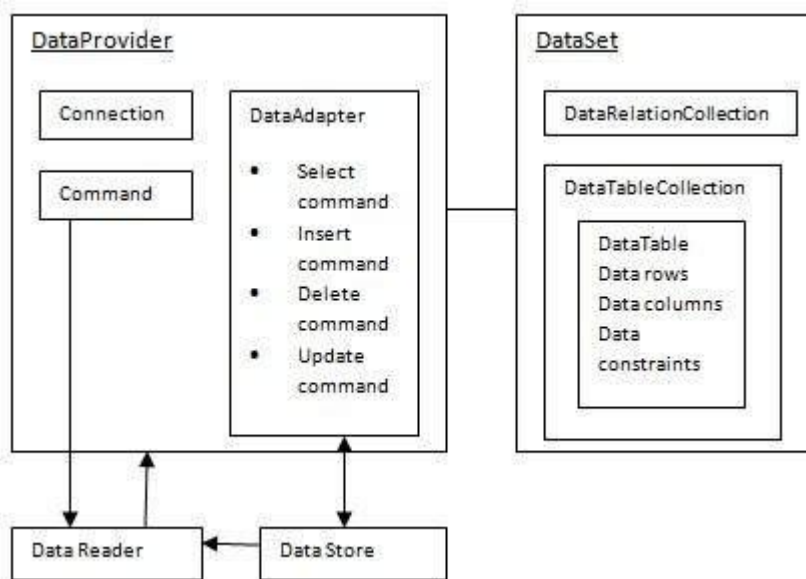 DataProvider
Connection
Command
DataAdapter
• Select
command
• Insert
command
• Delete
command
• Update
command
DataSet
DataRelationCollection
DataTableCollection
DataTable
Data rows
Data columns
Data
constraints
Data Reader
Data Store